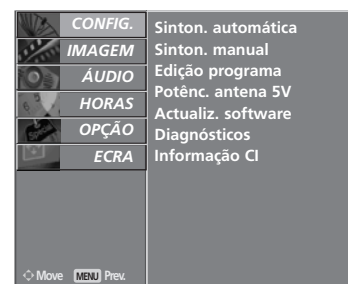 CONFIG.
IMAGEM
ÁUDIO
HORAS
OPÇÃO
ECRA
Sinton. automática
Sinton. manual
Edição programa
Potênc. antena 5V
Actualiz. software
Diagnósticos
Informação CI
Move MENU Prev.